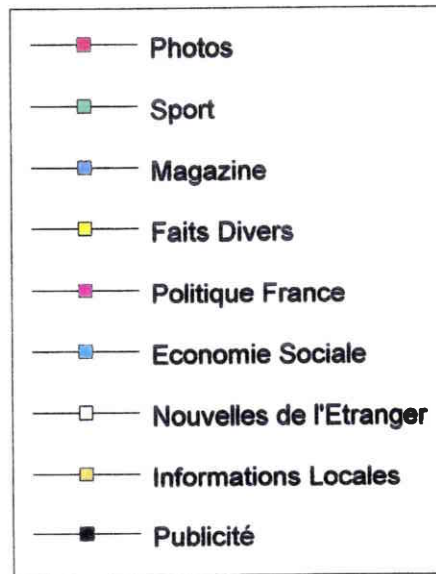 Photos
Sport
Magazine
Faits Divers
Politique France
Economie Sociale
Nouvelles de l'Etranger
Informations Locales
Publicité